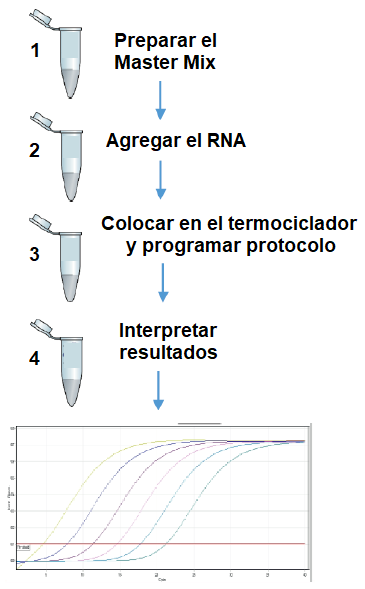 1
Preparar el
Master Mix
2
Agregar el RNA
3
Colocar en el termociclador
y programar protocolo
4
Interpretar
resultados